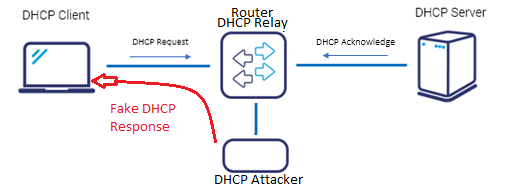 DHCP Client
Router
DHCP Relay
DHCP Server
DHCP Request
DHCP Acknowledge
Fake DHCP
Response
DHCP Attacker